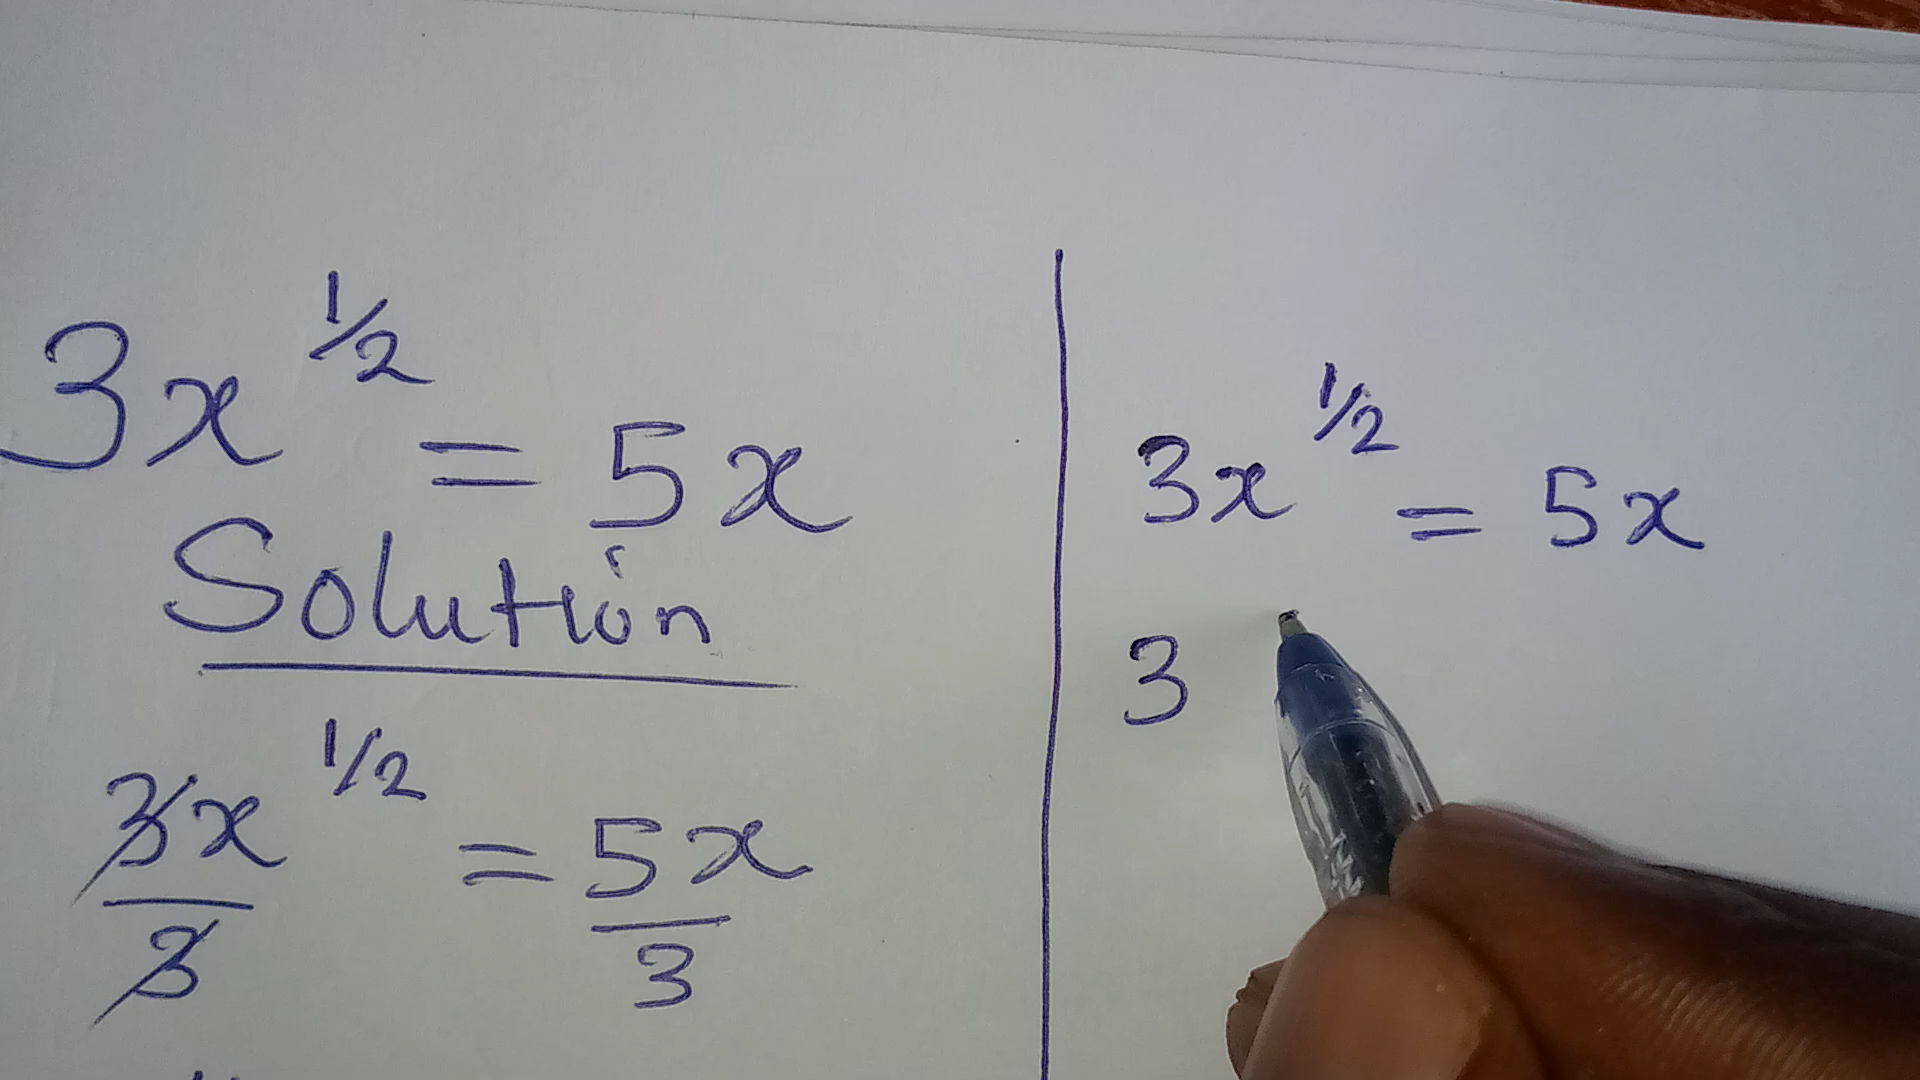 3x^1/2 = 5x
Solution
3x^1/2/3 = 5x/3
3x^1/2 = 5x
3